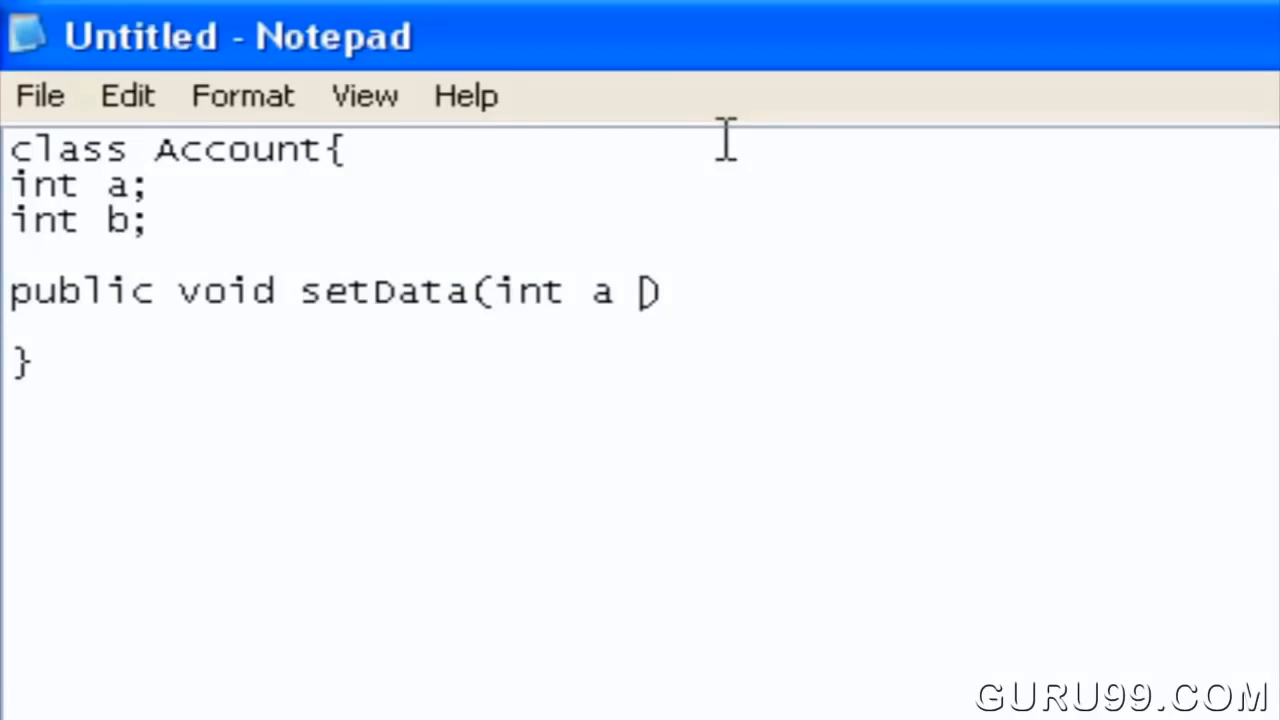 Untitled - Notepad
File Edit Format View Help
class Account{
int a;
int b;
public void setData(int a )
}
GURU99.COM